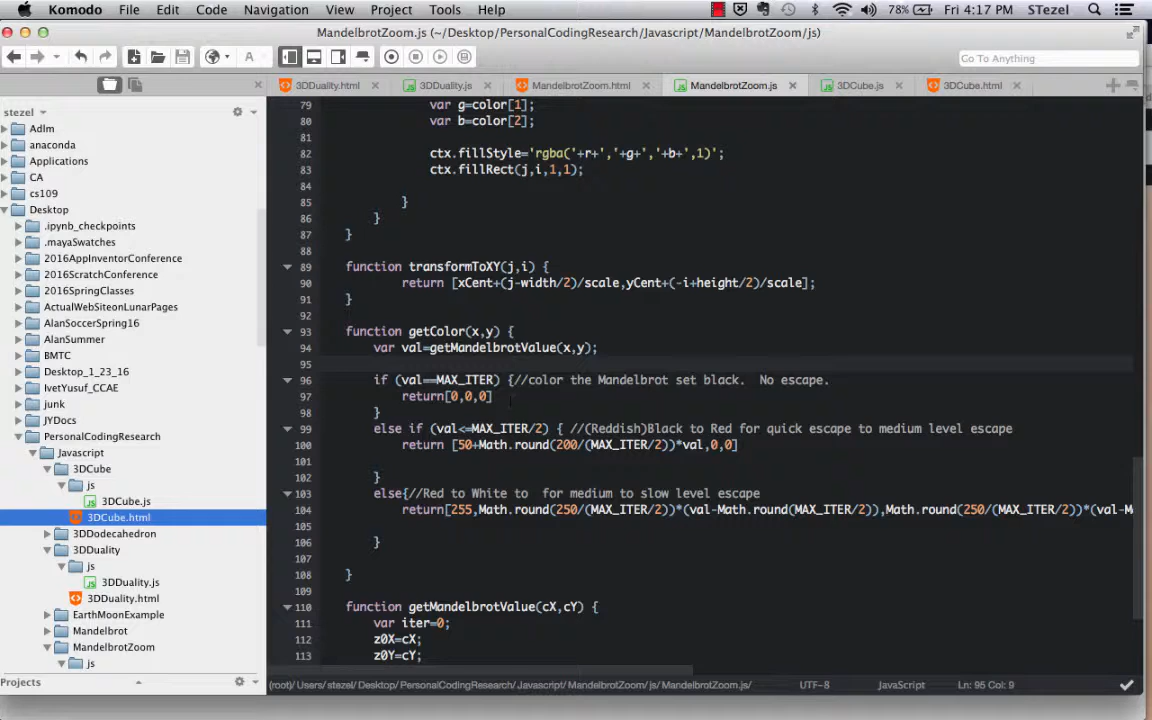 Komodo File Edit Code Navigation View Project Tools Help 78% Fri 4:17 PM STezel
MandelbrotZoom.js (~/Desktop/PersonalCodingResearch/Javascript/MandelbrotZoom/js)
Go To Anything
3DDuality.html 3DDuality.js MandelbrotZoom.html MandelbrotZoom.js 3DCube.js 3DCube.html
stezel
Adlm
anaconda
Applications
CA
cs109
Desktop
.ipynb_checkpoints
.mayaSwatches
2016AppInventorConference
2016ScratchConference
2016SpringClasses
ActualWebSiteonLunarPages
AlanSoccerSpring16
AlanSummer
BMTC
Desktop_1_23_16
IvetYusuf_CCAE
junk
JYDocs
PersonalCodingResearch
Javascript
3DCube
js
3DCube.js
3DCube.html
3DDodecahedron
3DDuality
js
3DDuality.js
3DDuality.html
EarthMoonExample
Mandelbrot
MandelbrotZoom
js
Projects
79 var g=color[1];
80 var b=color[2];
81
82 ctx.fillStyle='rgba('+r+','+g+','+b+',1)';
83 ctx.fillRect(j,i,1,1);
84
85 }
86 }
87 }
88
89 function transformToXY(j,i) {
90 return [xCent+(j-width/2)/scale,yCent+(-i+height/2)/scale];
91 }
92
93 function getColor(x,y) {
94 var val=getMandelbrotValue(x,y);
95
96 if (val==MAX_ITER) {//color the Mandelbrot set black. No escape.
97 return[0,0,0]
98 }
99 else if (val<=MAX_ITER/2) { //(Reddish)Black to Red for quick escape to medium level escape
100 return [50+Math.round(200/(MAX_ITER/2))*val,0,0]
101
102 }
103 else{//Red to White to for medium to slow level escape
104 return[255,Math.round(250/(MAX_ITER/2))*(val-Math.round(MAX_ITER/2)),Math.round(250/(MAX_ITER/2))*(val-M
105
106 }
107
108 }
109
110 function getMandelbrotValue(cX,cY) {
111 var iter=0;
112 z0X=cX;
113 z0Y=cY;
(root)/Users/stezel/Desktop/PersonalCodingResearch/Javascript/MandelbrotZoom/js/MandelbrotZoom.js/ UTF-8 JavaScript Ln: 95 Col: 9